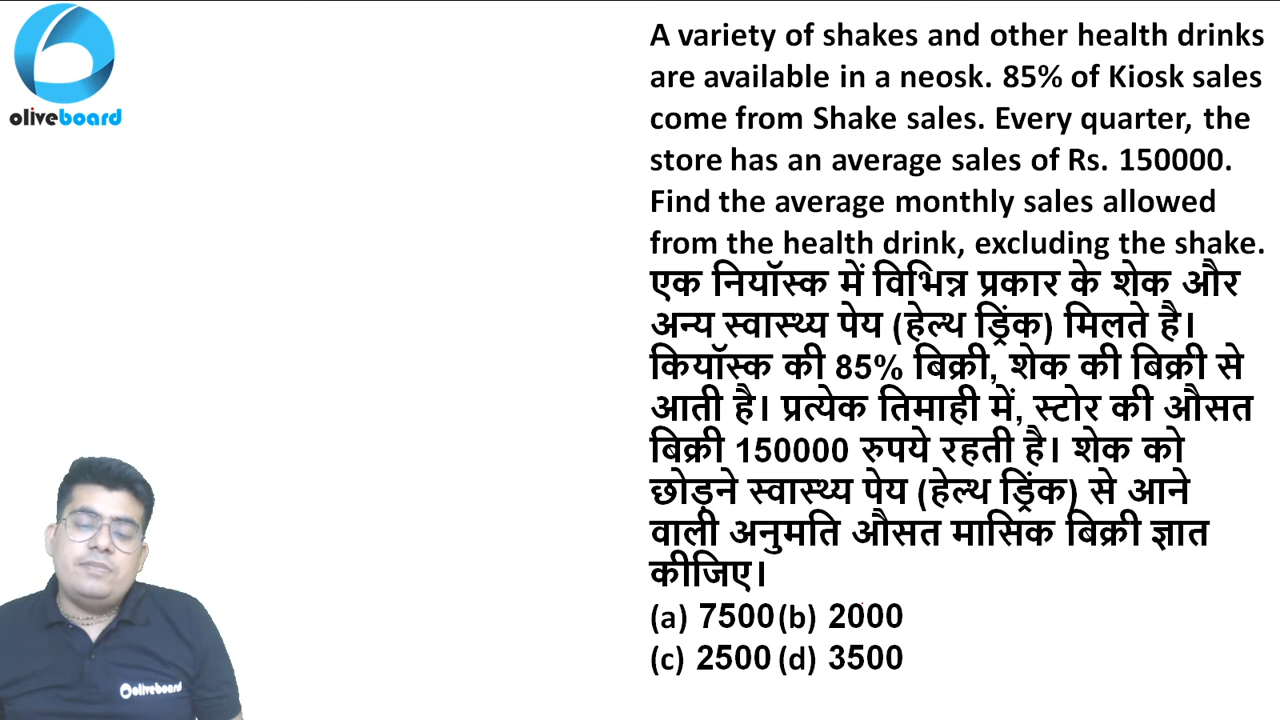 oliveboard
A variety of shakes and other health drinks
are available in a neosk. 85% of Kiosk sales
come from Shake sales. Every quarter, the
store has an average sales of Rs. 150000.
Find the average monthly sales allowed
from the health drink, excluding the shake.
एक नियॉस्क में विभिन्न प्रकार के शेक और
अन्य स्वास्थ्य पेय (हेल्थ ड्रिंक) मिलते है।
कियॉस्क की 85% बिक्री, शेक की बिक्री से
आती है। प्रत्येक तिमाही में, स्टोर की औसत
बिक्री 150000 रुपये रहती है। शेक को
छोड़ने स्वास्थ्य पेय (हेल्थ ड्रिंक) से आने
वाली अनुमति औसत मासिक बिक्री ज्ञात
कीजिए।
(a) 7500 (b) 2000
(c) 2500 (d) 3500
oliveboard